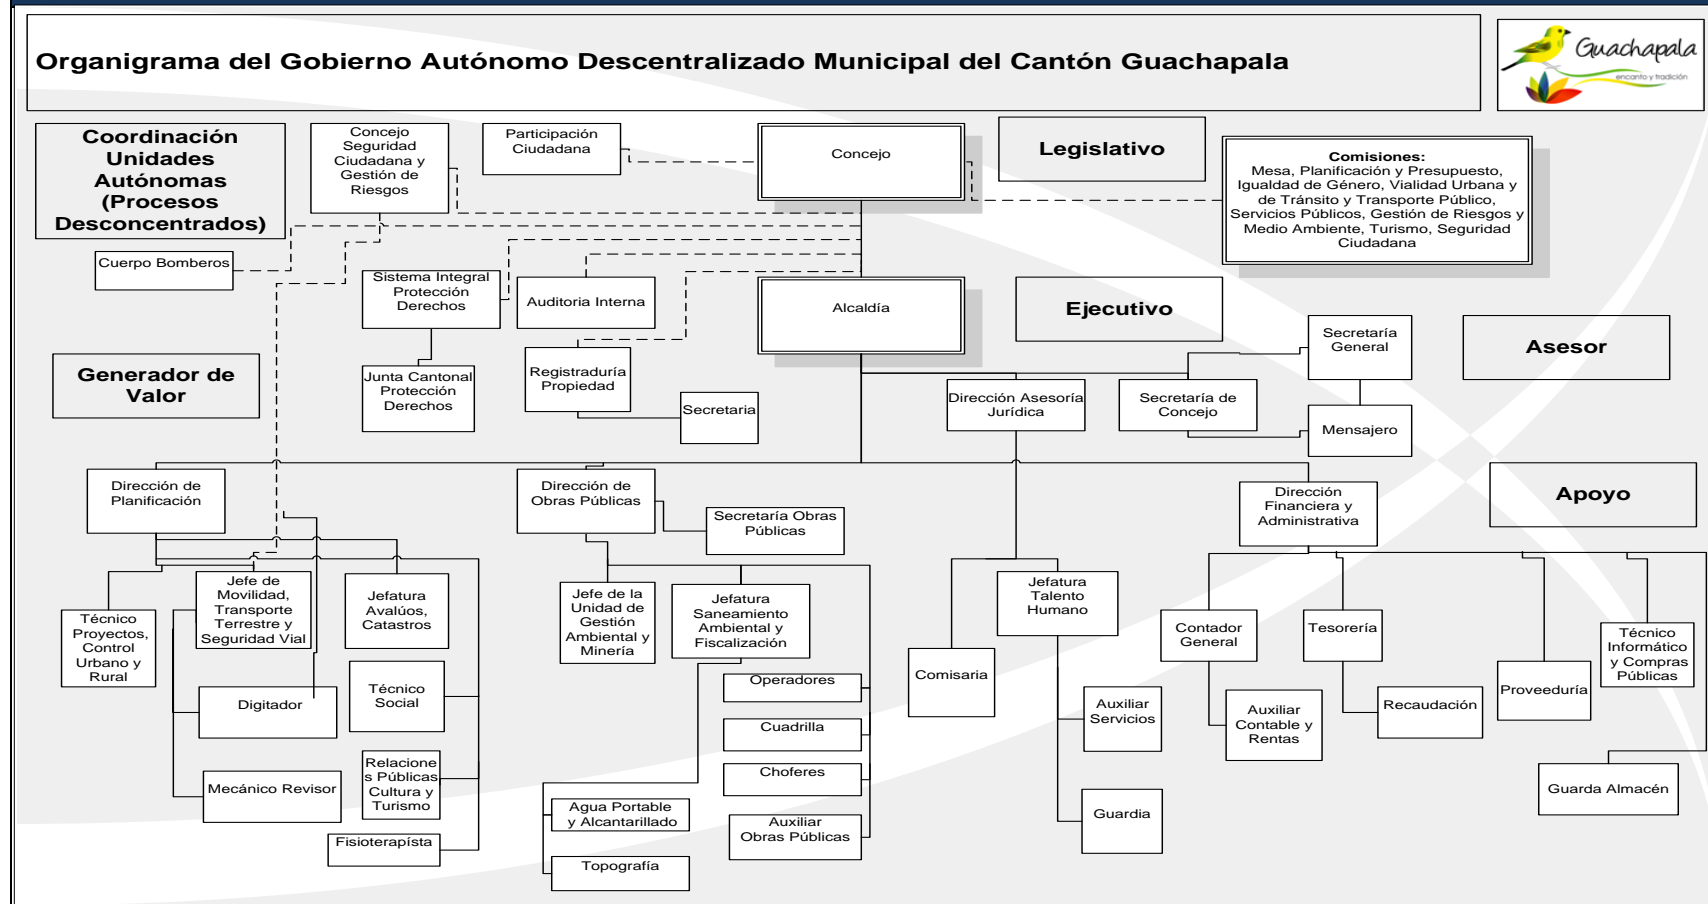 Organigrama del Gobierno Autónomo Descentralizado Municipal del Cantón Guachapala
Guachapala
encanto y tradición
Coordinación
Unidades
Autónomas
(Procesos
Desconcentrados)
Concejo
Seguridad
Ciudadana y
Gestión de
Riesgos
Participación
Ciudadana
Concejo
Legislativo
Comisiones:
Mesa, Planificación y Presupuesto,
Igualdad de Género, Vialidad Urbana y
de Tránsito y Transporte Público,
Servicios Públicos, Gestión de Riesgos y
Medio Ambiente, Turismo, Seguridad
Ciudadana
Cuerpo Bomberos
Sistema Integral
Protección
Derechos
Auditoria Interna
Alcaldía
Ejecutivo
Secretaría
General
Asesor
Generador de
Valor
Junta Cantonal
Protección
Derechos
Registraduría
Propiedad
Secretaria
Dirección Asesoría
Jurídica
Secretaría de
Concejo
Mensajero
Dirección de
Planificación
Dirección de
Obras Públicas
Secretaría Obras
Públicas
Dirección
Financiera y
Administrativa
Apoyo
Técnico
Proyectos,
Control
Urbano y
Rural
Jefe de
Movilidad,
Transporte
Terrestre y
Seguridad Vial
Jefatura
Avalúos,
Catastros
Jefe de la
Unidad de
Gestión
Ambiental y
Minería
Jefatura
Saneamiento
Ambiental y
Fiscalización
Jefatura
Talento
Humano
Contador
General
Tesorería
Técnico
Informático
y Compras
Públicas
Digitador
Técnico
Social
Operadores
Comisaria
Auxiliar
Servicios
Auxiliar
Contable y
Rentas
Recaudación
Proveeduría
Cuadrilla
Mecánico Revisor
Relacione
s Públicas
Cultura y
Turismo
Choferes
Guarda Almacén
Agua Portable
y Alcantarillado
Auxiliar
Obras Públicas
Guardia
Fisioterapísta
Topografía